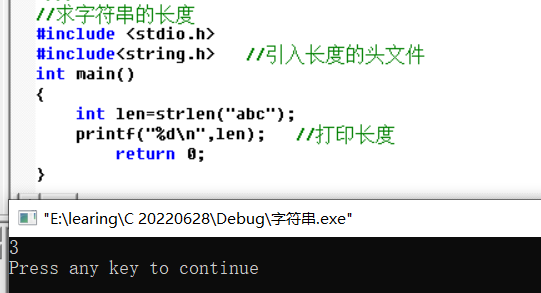 //求字符串的长度
#include <stdio.h>
#include<string.h>   //引入长度的头文件
int main()
{
    int len=strlen("abc");
    printf("%d\n",len);   //打印长度
        return 0;
}
"E:\learing\C 20220628\Debug\字符串.exe"
3
Press any key to continue